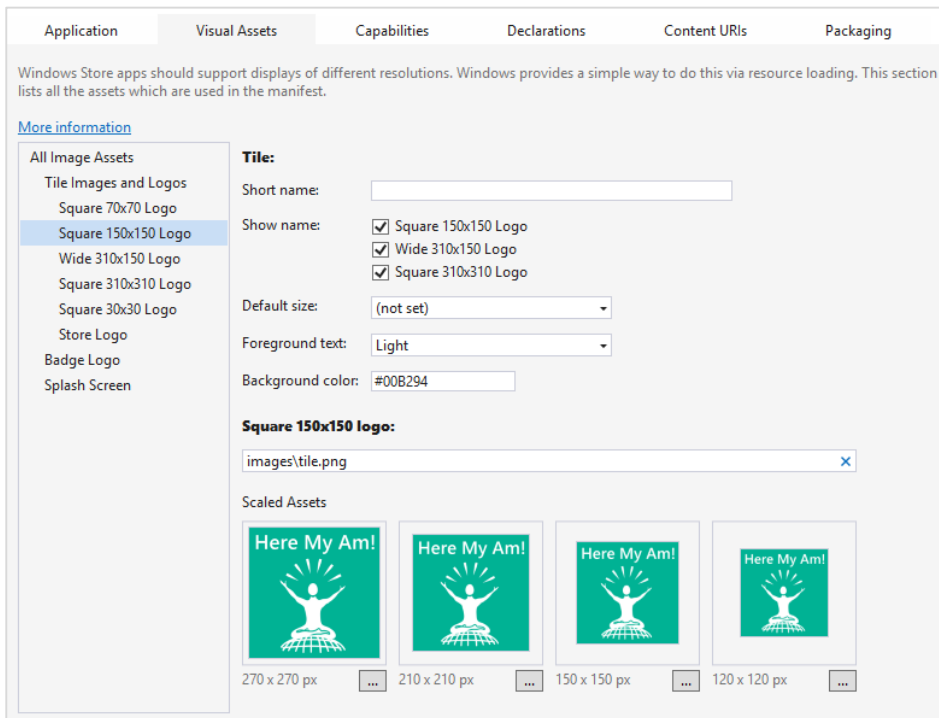 Application Visual Assets Capabilities Declarations Content URIs Packaging
Windows Store apps should support displays of different resolutions. Windows provides a simple way to do this via resource loading. This section
lists all the assets which are used in the manifest.
More information
All Image Assets
Tile Images and Logos
Square 70x70 Logo
Square 150x150 Logo
Wide 310x150 Logo
Square 310x310 Logo
Square 30x30 Logo
Store Logo
Badge Logo
Splash Screen
Tile:
Short name:
Show name:
Square 150x150 Logo
Wide 310x150 Logo
Square 310x310 Logo
Default size: (not set)
Foreground text: Light
Background color: #00B294
Square 150x150 logo:
images\tile.png
Scaled Assets
Here My Am! Here My Am! Here My Am! Here My Am!
270 x 270 px ... 210 x 210 px ... 150 x 150 px ... 120 x 120 px ...